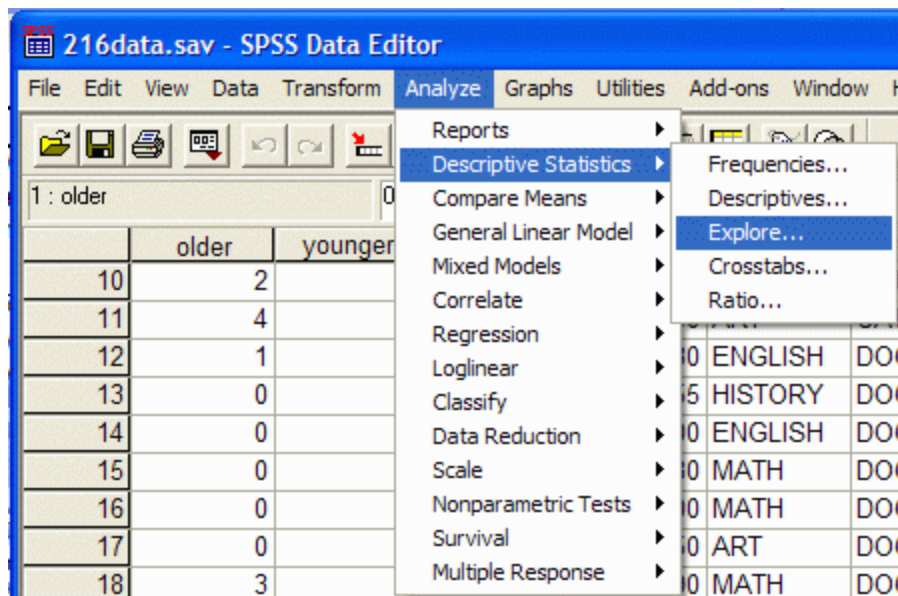 SPSS
216data.sav - SPSS Data Editor
File Edit View Data Transform Analyze Graphs Utilities Add-ons Window
1 : older
Reports
Descriptive Statistics
Compare Means
General Linear Model
Mixed Models
Correlate
Regression
Loglinear
Classify
Data Reduction
Scale
Nonparametric Tests
Survival
Multiple Response
Frequencies...
Descriptives...
Explore...
Crosstabs...
Ratio...
older younger
10 2
11 4
12 1 ENGLISH
13 0 HISTORY
14 0 ENGLISH
15 0 MATH
16 0 MATH
17 0 ART
18 3 MATH